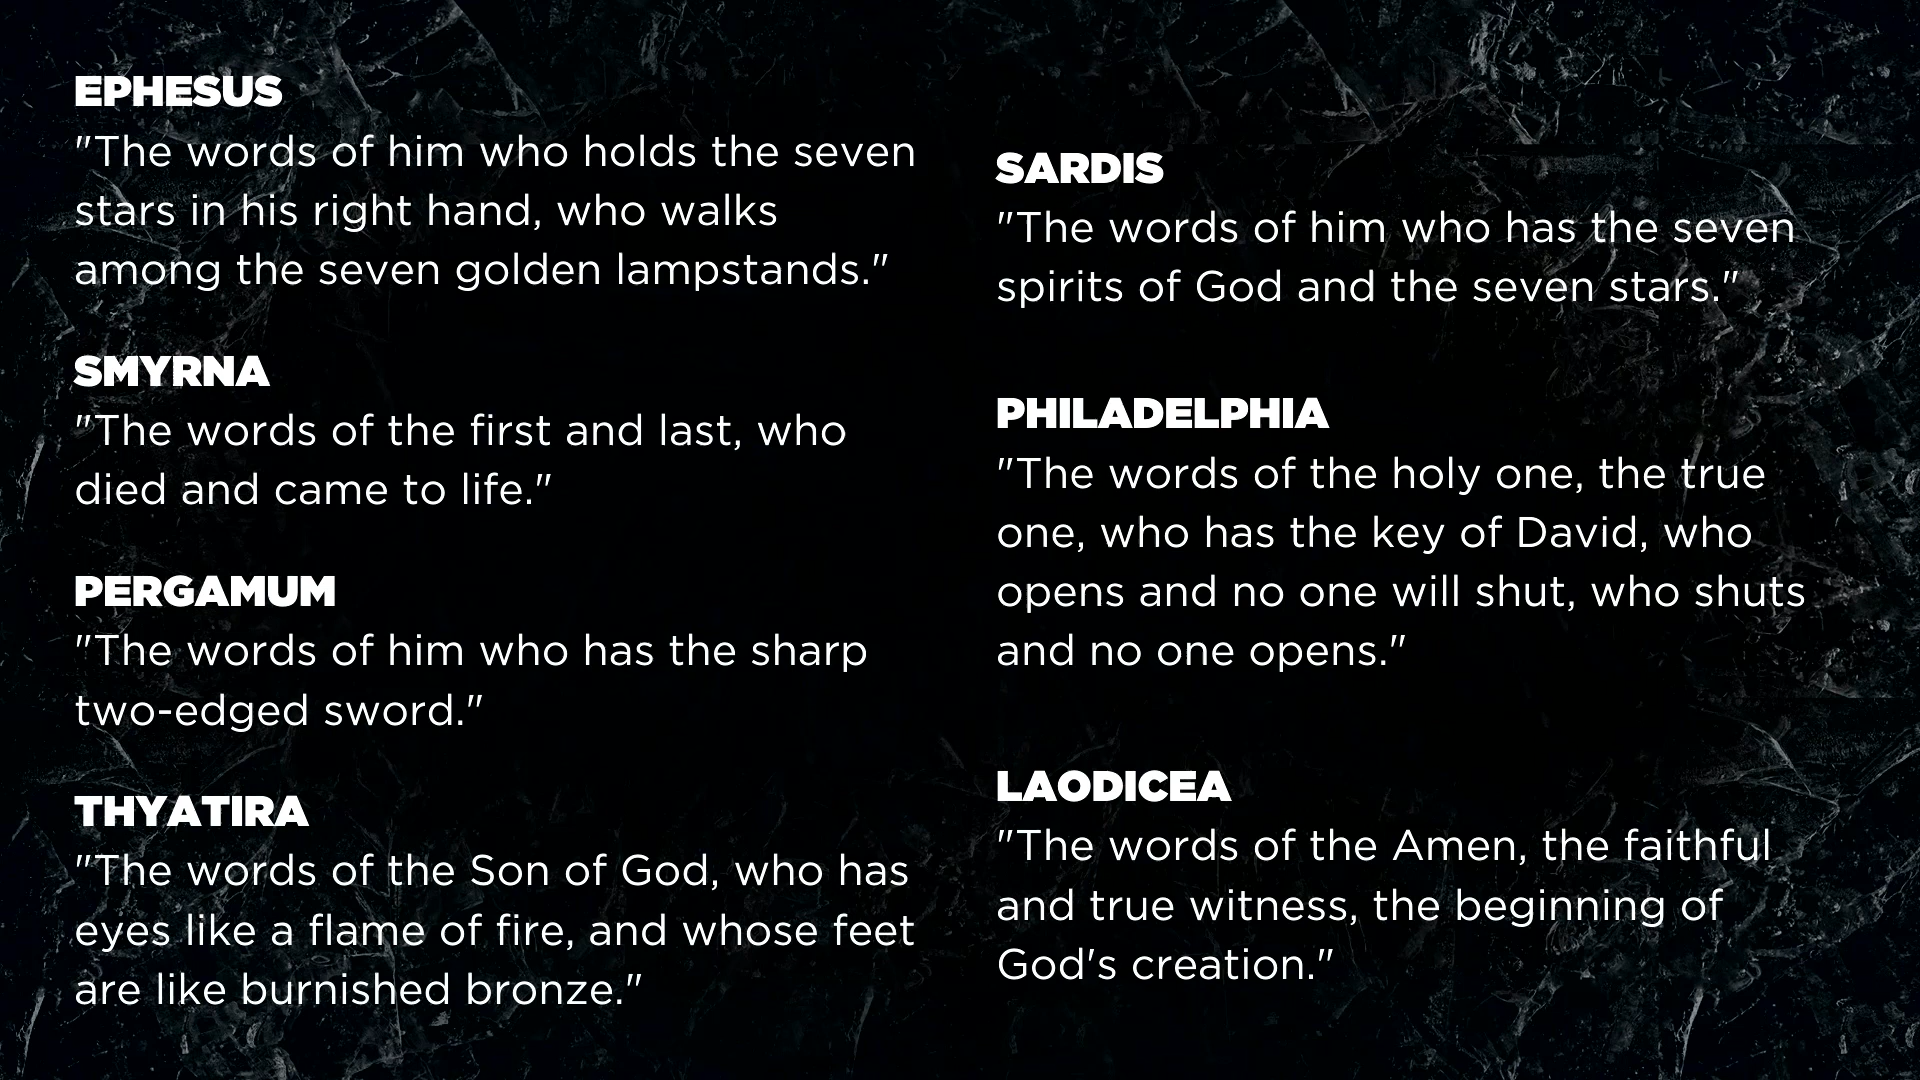 EPHESUS
"The words of him who holds the seven
stars in his right hand, who walks
among the seven golden lampstands."
SMYRNA
"The words of the first and last, who
died and came to life."
PERGAMUM
"The words of him who has the sharp
two-edged sword."
THYATIRA
"The words of the Son of God, who has
eyes like a flame of fire, and whose feet
are like burnished bronze."
SARDIS
"The words of him who has the seven
spirits of God and the seven stars."
PHILADELPHIA
"The words of the holy one, the true
one, who has the key of David, who
opens and no one will shut, who shuts
and no one opens."
LAODICEA
"The words of the Amen, the faithful
and true witness, the beginning of
God's creation."